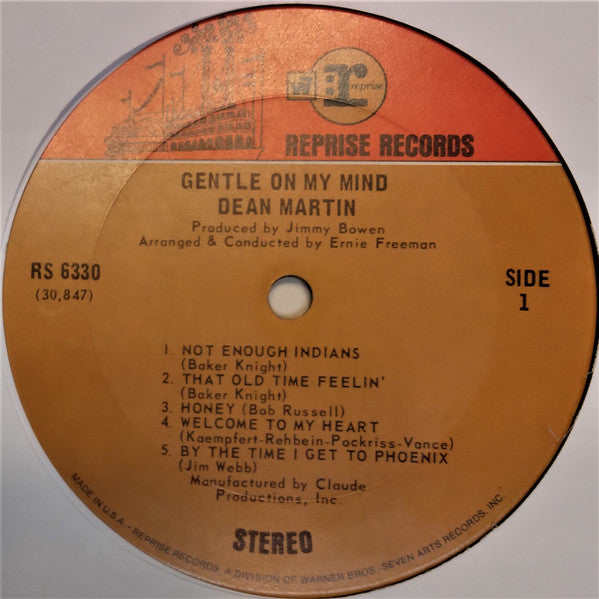 W7 r:eprise
REPRISE RECORDS
GENTLE ON MY MIND
DEAN MARTIN
Produced by Jimmy Bowen
Arranged & Conducted by Ernie Freeman
RS 6330
(30,847)
SIDE
1
1. NOT ENOUGH INDIANS
(Baker Knight)
2. THAT OLD TIME FEELIN'
(Baker Knight)
3. HONEY (Bob Russell)
4. WELCOME TO MY HEART
(Kaempfert-Rehbein-Pockriss-Vance)
5. BY THE TIME I GET TO PHOENIX
(Jim Webb)
Manufactured by Claude
Productions, Inc.
STEREO
MADE IN U.S.A. • REPRISE RECORDS, A DIVISION OF WARNER BROS.-SEVEN ARTS RECORDS, INC.